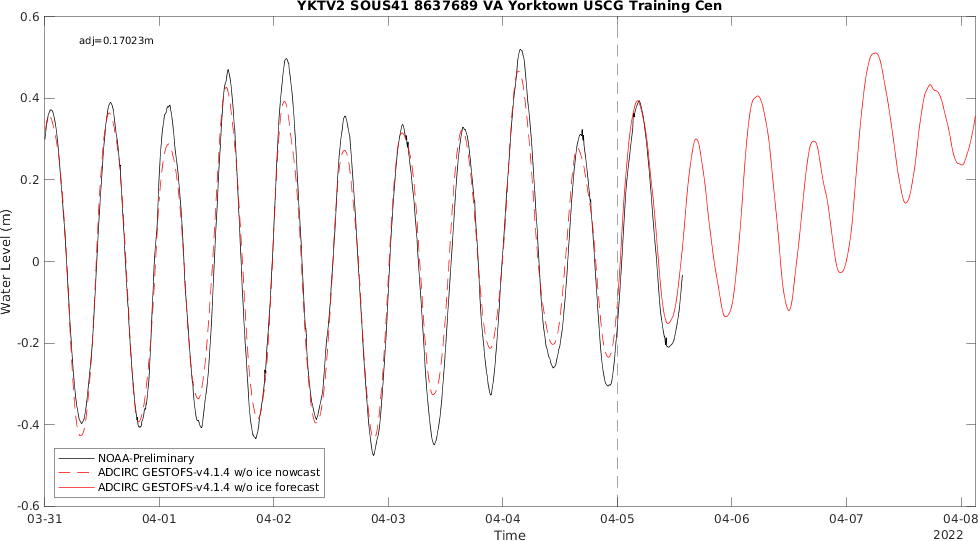 YKTV2 SOUS41 8637689 VA Yorktown USCG Training Cen
adj=0.17023m
0.6
0.4
0.2
0
-0.2
-0.4
-0.6
Water Level (m)
NOAA-Preliminary
ADCIRC GESTOFS-v4.1.4 w/o ice nowcast
ADCIRC GESTOFS-v4.1.4 w/o ice forecast
03-31 04-01 04-02 04-03 04-04 04-05 04-06 04-07 04-08
Time
2022